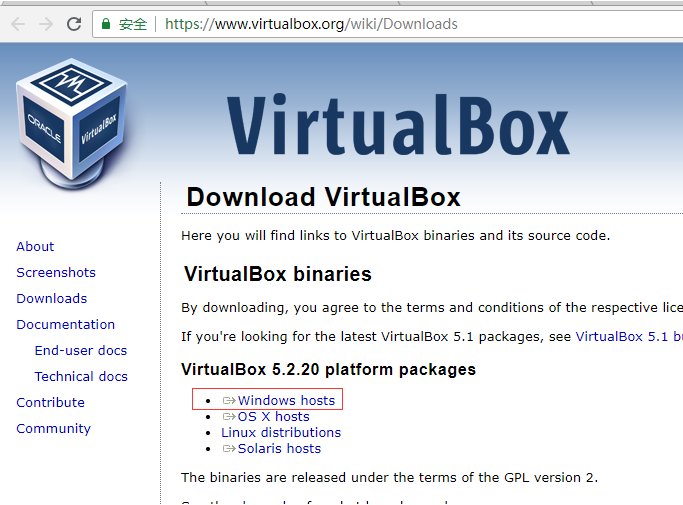 安全 https://www.virtualbox.org/wiki/Downloads
ORACLE
VirtualBox
VirtualBox
Download VirtualBox
Here you will find links to VirtualBox binaries and its source code.
VirtualBox binaries
By downloading, you agree to the terms and conditions of the respective lice
If you're looking for the latest VirtualBox 5.1 packages, see VirtualBox 5.1 bu
VirtualBox 5.2.20 platform packages
Windows hosts
OS X hosts
Linux distributions
Solaris hosts
The binaries are released under the terms of the GPL version 2.
About
Screenshots
Downloads
Documentation
End-user docs
Technical docs
Contribute
Community